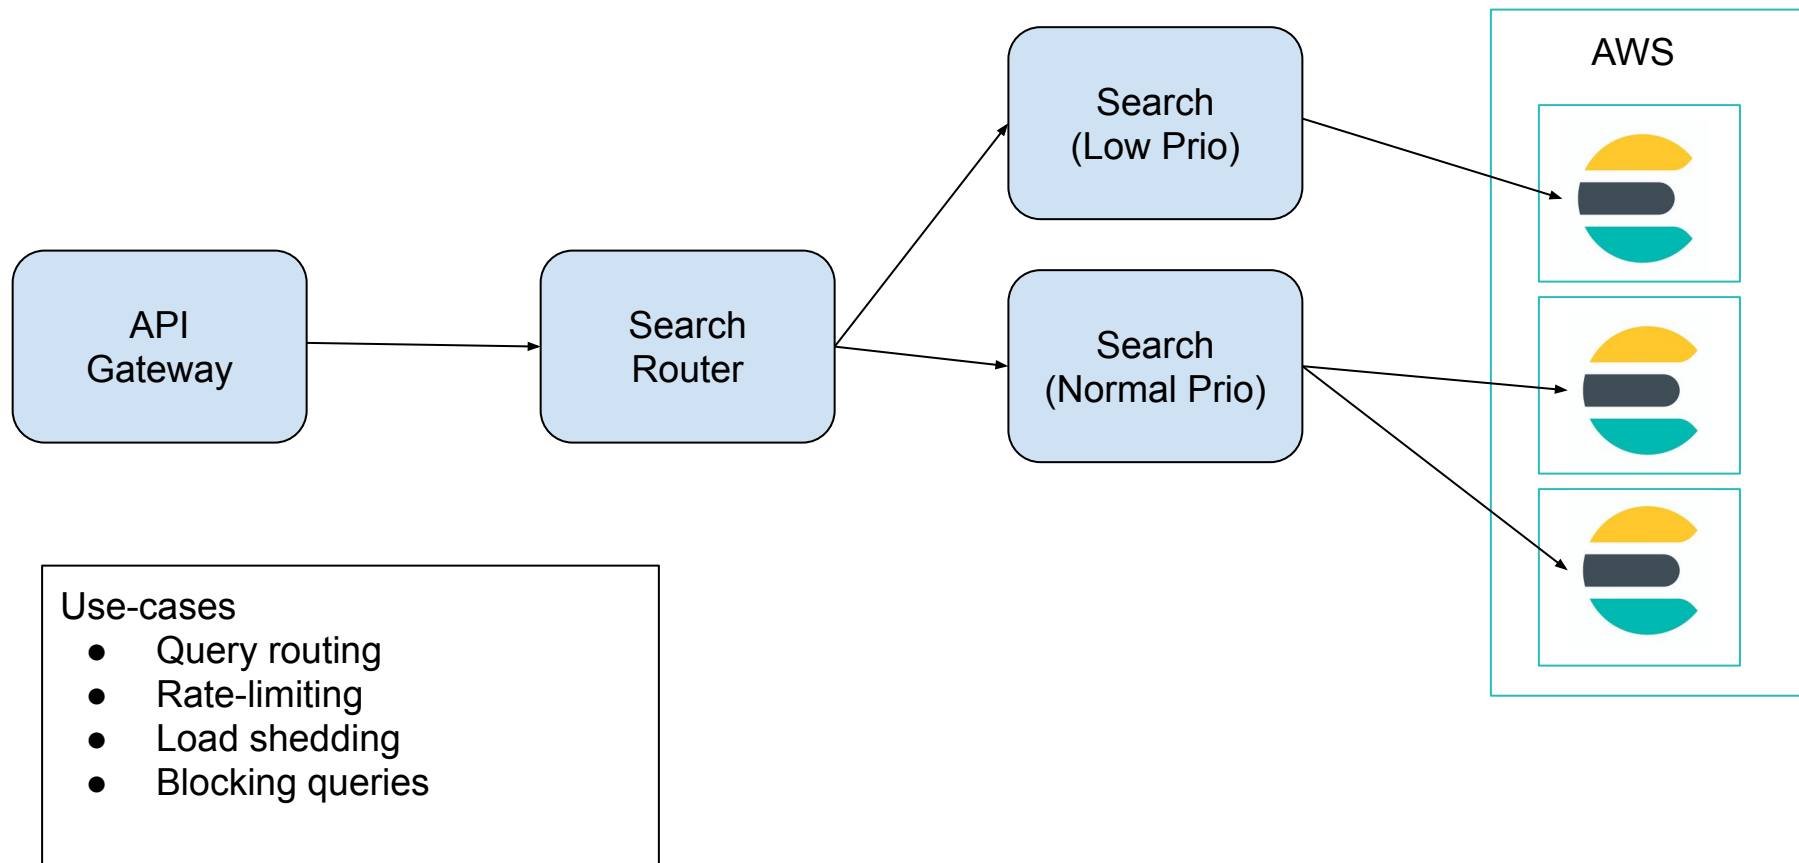 AWS
Search
(Low Prio)
API
Gateway
Search
Router
Search
(Normal Prio)
Use-cases
● Query routing
● Rate-limiting
● Load shedding
● Blocking queries